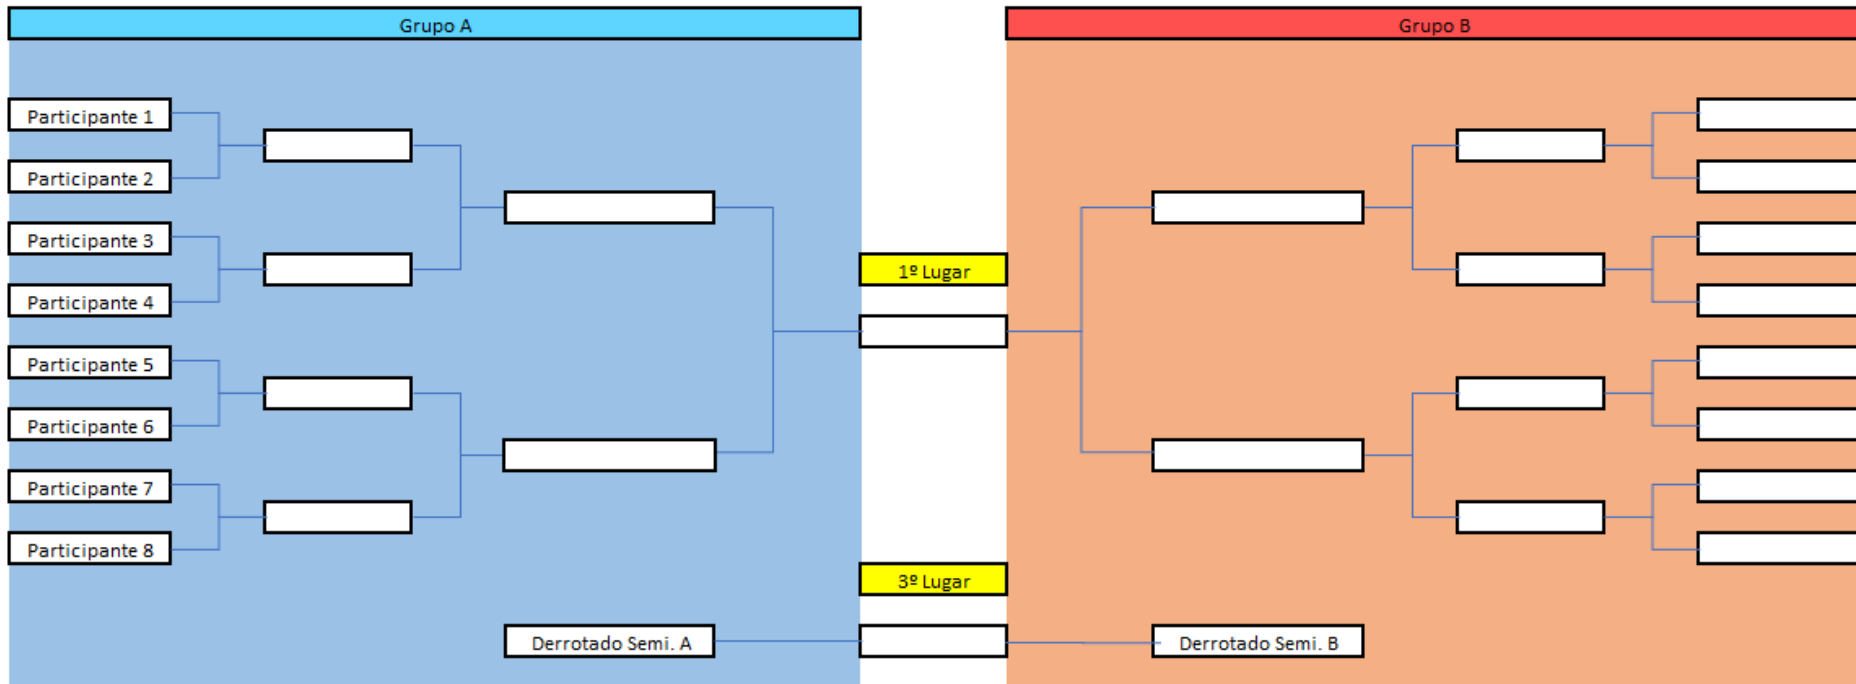 Grupo A
Grupo B
Participante 1
Participante 2
Participante 3
Participante 4
1º Lugar
Participante 5
Participante 6
Participante 7
Participante 8
3º Lugar
Derrotado Semi. A
Derrotado Semi. B